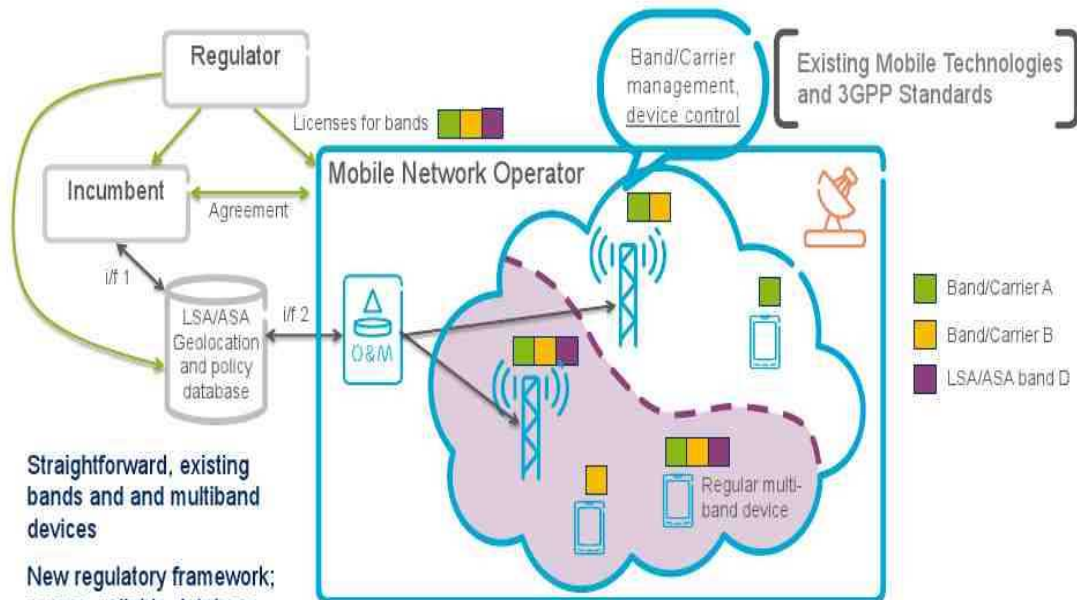 Regulator
Licenses for bands
Incumbent
Agreement
i/f 1
LSA/ASA
Geolocation
and policy
database
i/f 2
O&M
Mobile Network Operator
Band/Carrier
management,
device control
Existing Mobile Technologies
and 3GPP Standards
Regular multi-
band device
Band/Carrier A
Band/Carrier B
LSA/ASA band D
Straightforward, existing
bands and and multiband
devices
New regulatory framework;